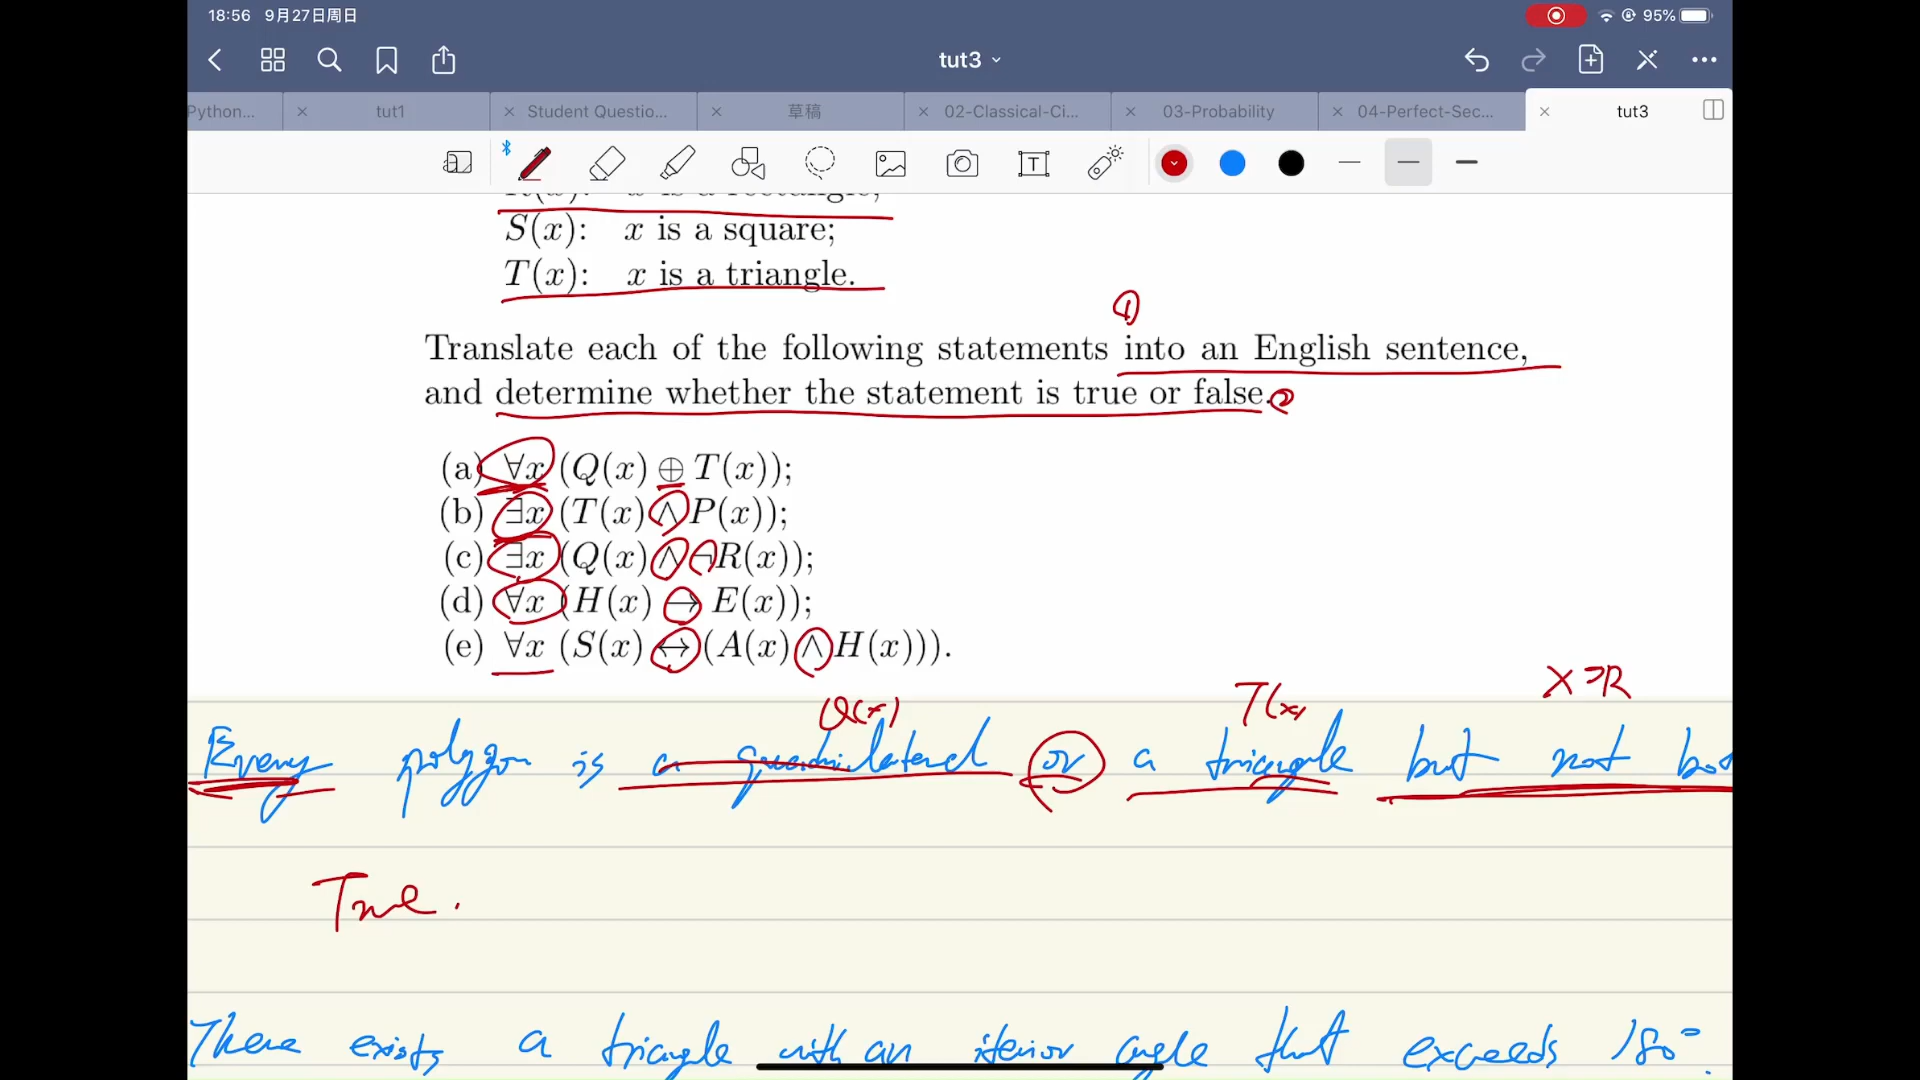 18:56 9月27日周日 95%
tut3
Python... tut1 Student Questio... 草稿 02-Classical-Ci... 03-Probability 04-Perfect-Sec... tut3
S(x): x is a square;
T(x): x is a triangle.
①
Translate each of the following statements into an English sentence,
and determine whether the statement is true or false. ②
(a) ∀x (Q(x) ⊕ T(x));
(b) ∃x (T(x) ∧ P(x));
(c) ∃x (Q(x) ∧ ¬R(x));
(d) ∀x (H(x) → E(x));
(e) ∀x (S(x) ↔ (A(x) ∧ H(x))).
Q(x) T(x)
Every polygon is a quadrilateral or a triangle but not bot
True.
There exists a triangle with an iterior angle that exceeds 180°.